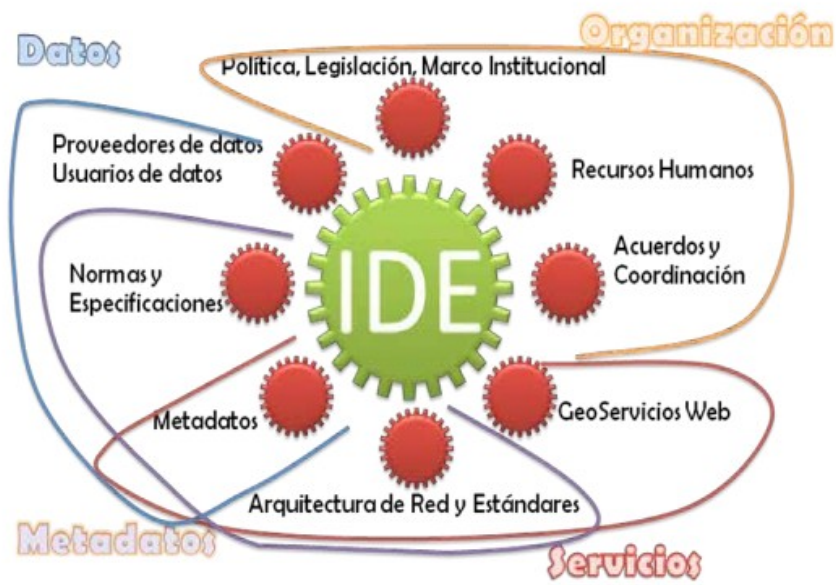 Datos
Organización
Política, Legislación, Marco Institucional
Proveedores de datos
Usuarios de datos
Recursos Humanos
Normas y
Especificaciones
IDE
Acuerdos y
Coordinación
Metadatos
GeoServicios Web
Arquitectura de Red y Estándares
Metadatos
Servicios